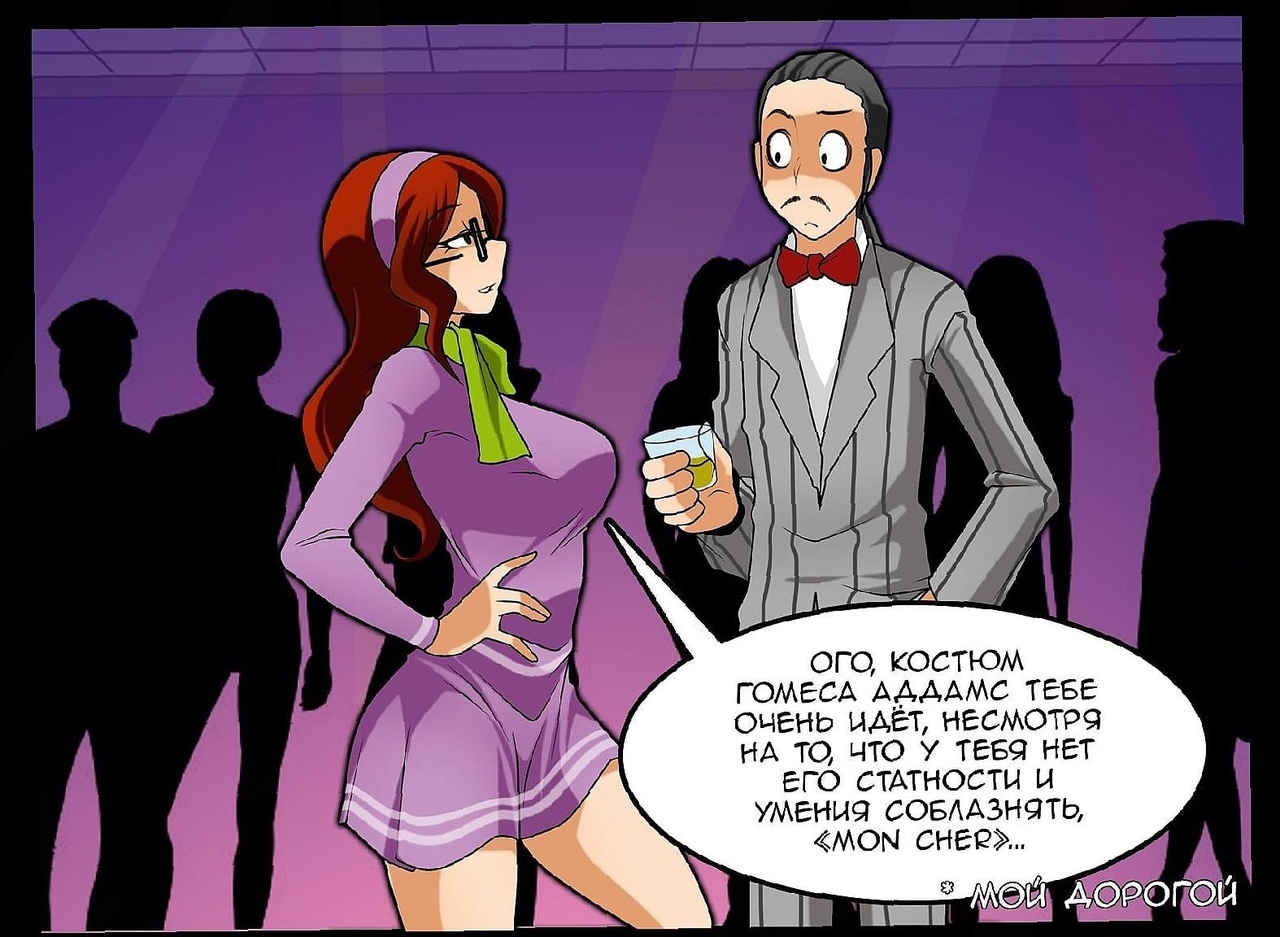 ОГО, КОСТЮМ
ГОМЕСА АДДАМС ТЕБЕ
ОЧЕНЬ ИДЁТ, НЕСМОТРЯ
НА ТО, ЧТО У ТЕБЯ НЕТ
ЕГО СТАТНОСТИ И
УМЕНИЯ СОБЛАЗНЯТЬ,
«MON CHER»...
* МОЙ ДОРОГОЙ